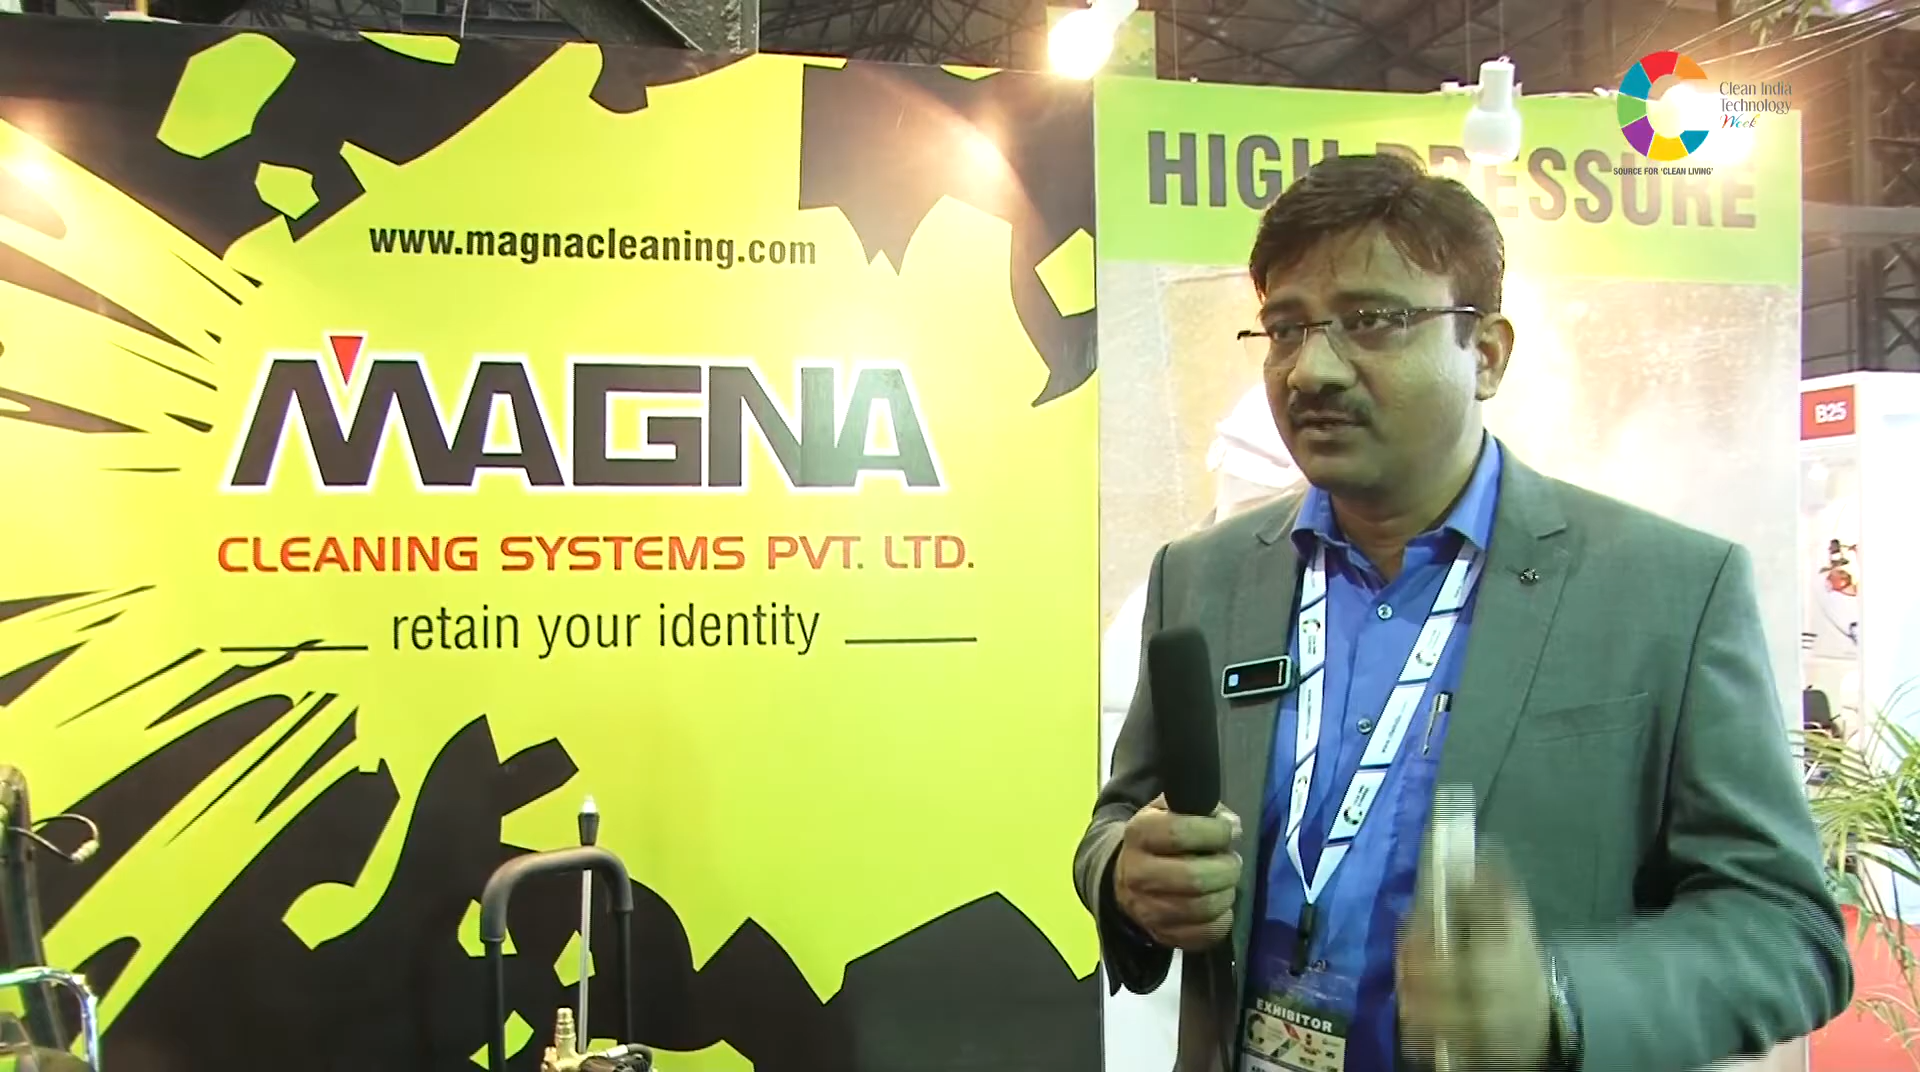 www.magnacleaning.com
MAGNA
CLEANING SYSTEMS PVT. LTD.
retain your identity
HIGH PRESSURE
Clean India
Technology
Week
SOURCE FOR 'CLEAN LIVING'
B25
EXHIBITOR